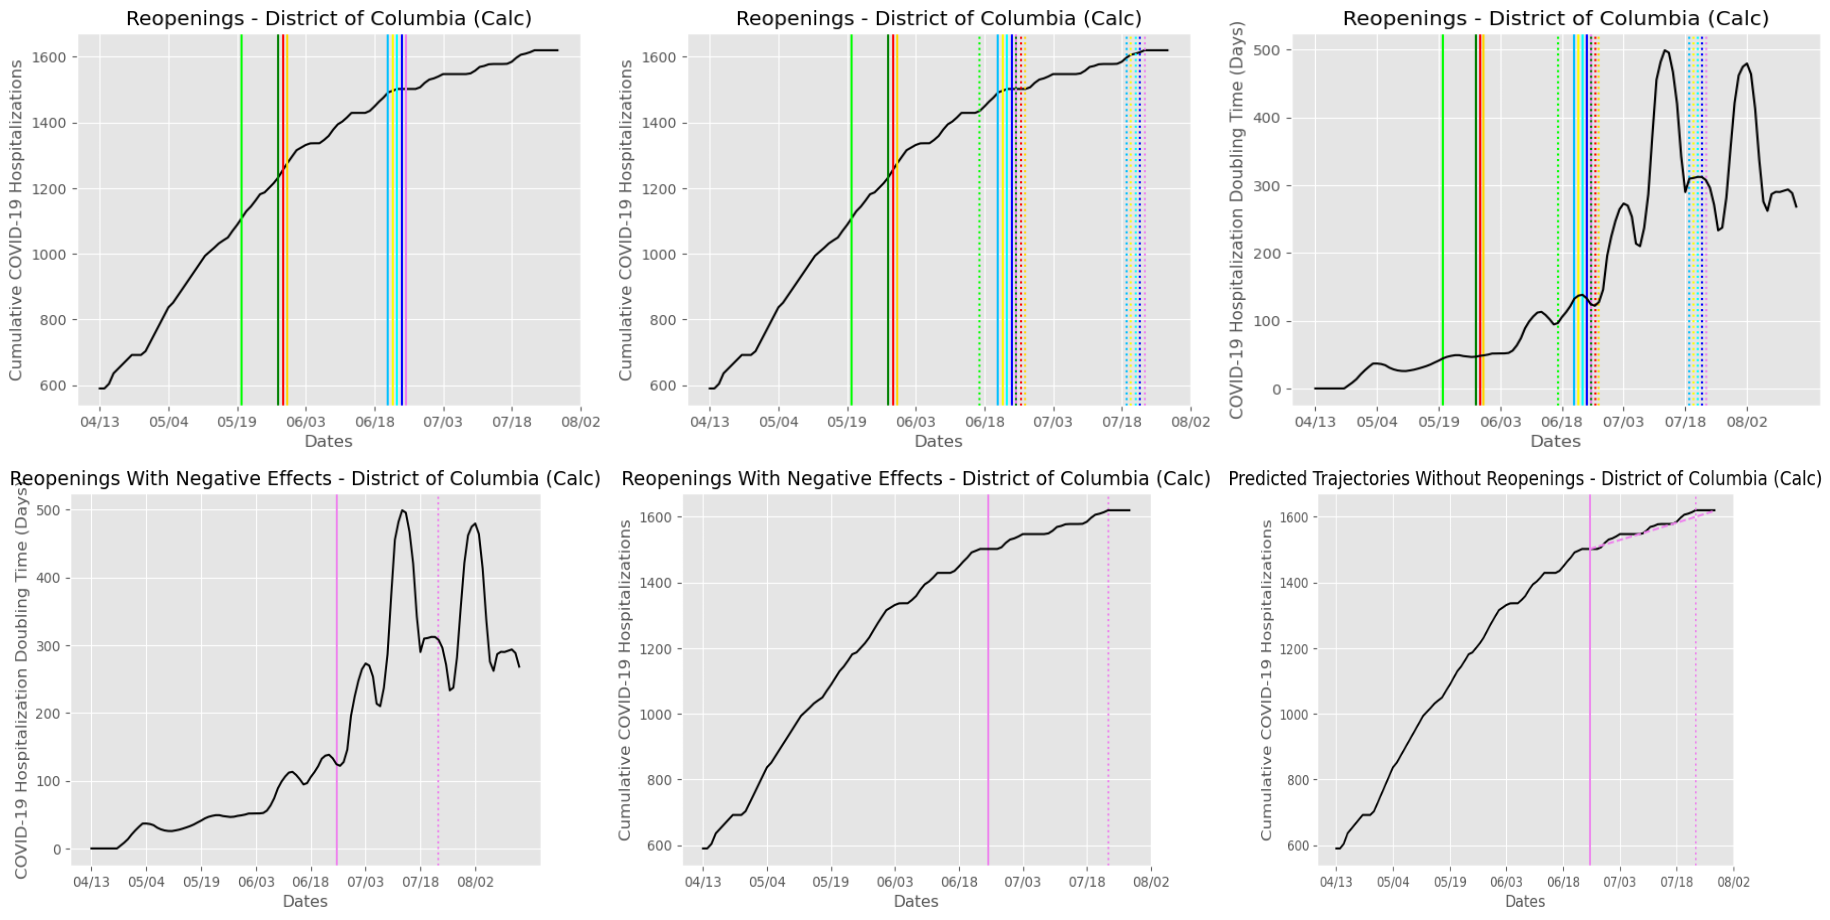 Reopenings - District of Columbia (Calc)
Cumulative COVID-19 Hospitalizations
1600
1400
1200
1000
800
600
04/13 05/04 05/19 06/03 06/18 07/03 07/18 08/02
Dates
Reopenings - District of Columbia (Calc)
Cumulative COVID-19 Hospitalizations
1600
1400
1200
1000
800
600
04/13 05/04 05/19 06/03 06/18 07/03 07/18 08/02
Dates
Reopenings - District of Columbia (Calc)
COVID-19 Hospitalization Doubling Time (Days)
500
400
300
200
100
0
04/13 05/04 05/19 06/03 06/18 07/03 07/18 08/02
Dates
Reopenings With Negative Effects - District of Columbia (Calc)
COVID-19 Hospitalization Doubling Time (Days)
500
400
300
200
100
0
04/13 05/04 05/19 06/03 06/18 07/03 07/18 08/02
Dates
Reopenings With Negative Effects - District of Columbia (Calc)
Cumulative COVID-19 Hospitalizations
1600
1400
1200
1000
800
600
04/13 05/04 05/19 06/03 06/18 07/03 07/18 08/02
Dates
Predicted Trajectories Without Reopenings - District of Columbia (Calc)
Cumulative COVID-19 Hospitalizations
1600
1400
1200
1000
800
600
04/13 05/04 05/19 06/03 06/18 07/03 07/18 08/02
Dates